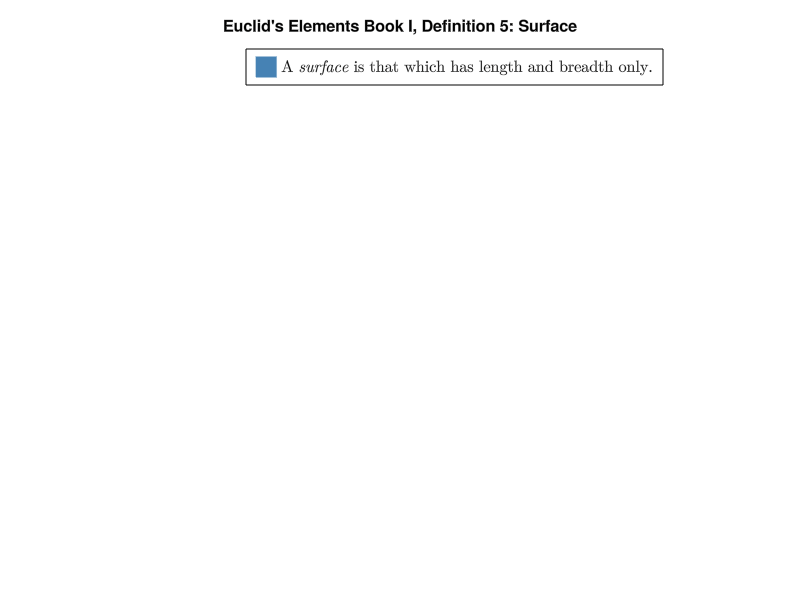 Euclid's Elements Book I, Definition 5: Surface
A surface is that which has length and breadth only.